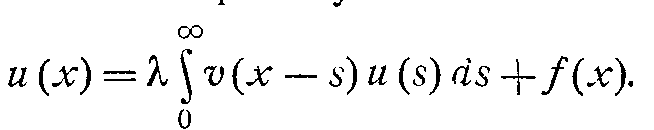 u (x) = λ ∫₀^∞ v (x − s) u (s) ds + f (x).